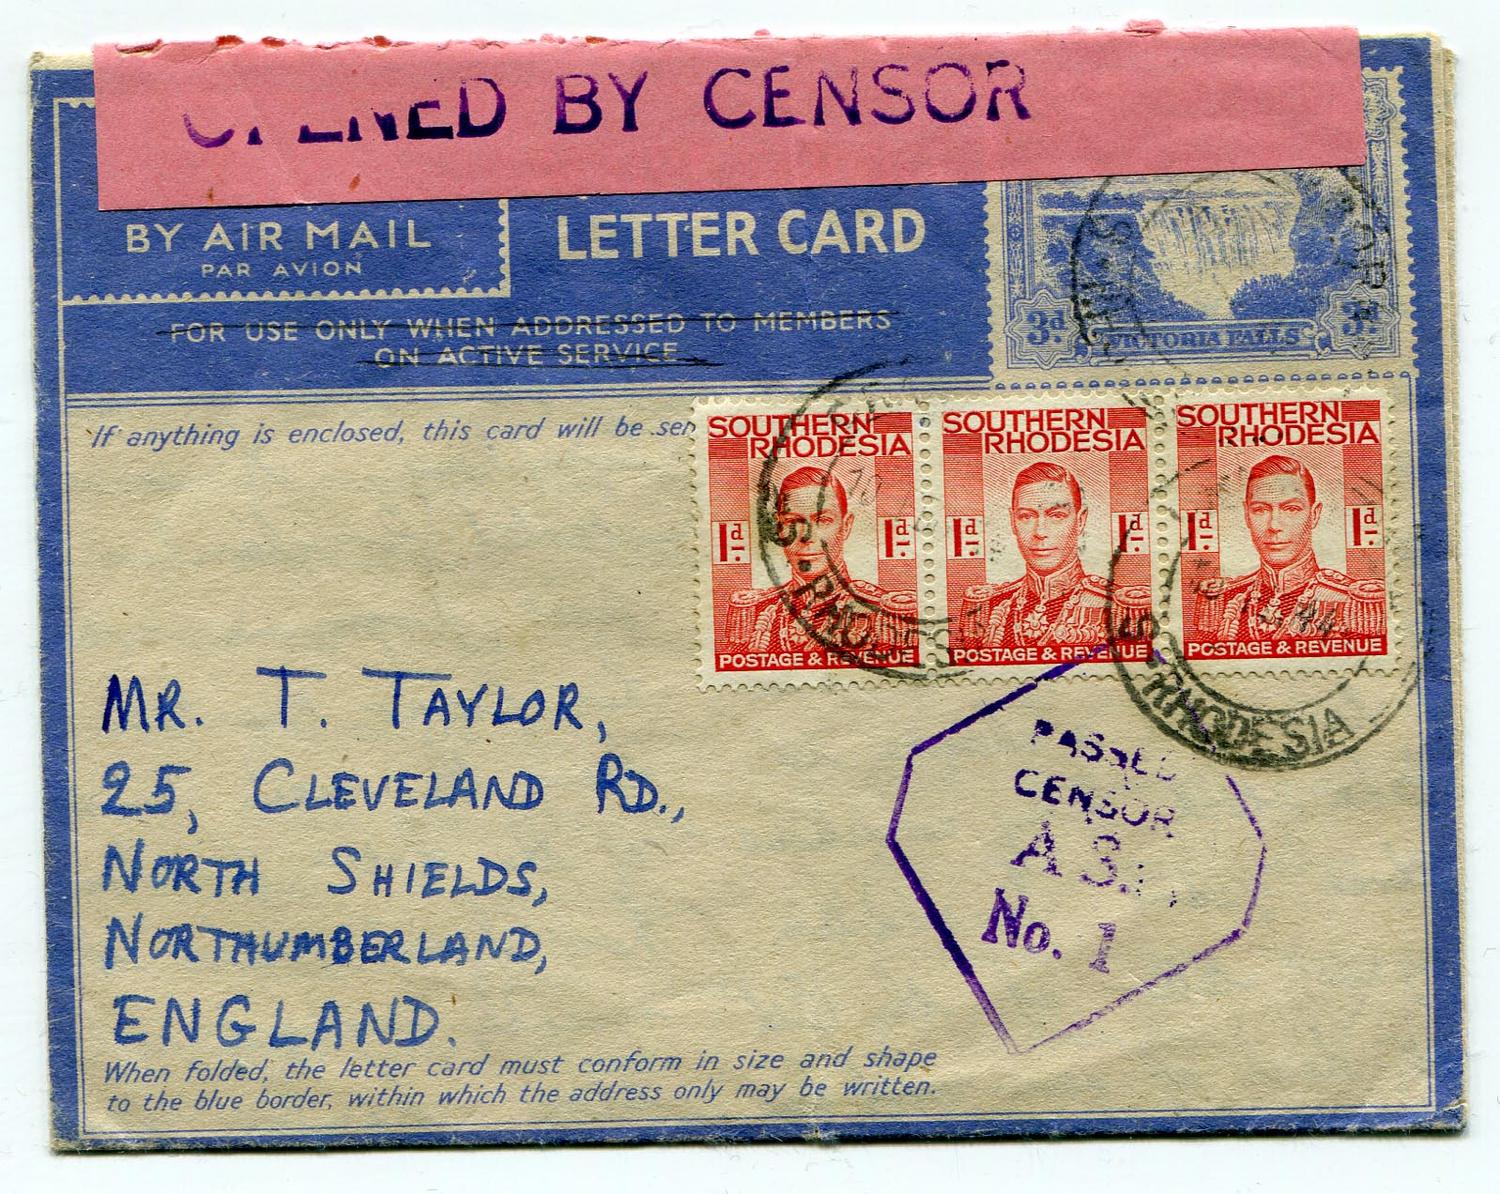 OPENED BY CENSOR
BY AIR MAIL
PAR AVION
LETTER CARD
FOR USE ONLY WHEN ADDRESSED TO MEMBERS
ON ACTIVE SERVICE
3d VICTORIA FALLS 3d
If anything is enclosed, this card will be
SOUTHERN
RHODESIA
1d
1d
POSTAGE & REVENUE
SOUTHERN
RHODESIA
1d
1d
POSTAGE & REVENUE
SOUTHERN
RHODESIA
1d
1d
POSTAGE & REVENUE
44
S. RHODESIA
MR. T. TAYLOR,
25, CLEVELAND RD.,
NORTH SHIELDS,
NORTHUMBERLAND,
ENGLAND.
PASSED
CENSOR
No. 1
When folded, the letter card must conform in size and shape
to the blue border, within which the address only may be written.